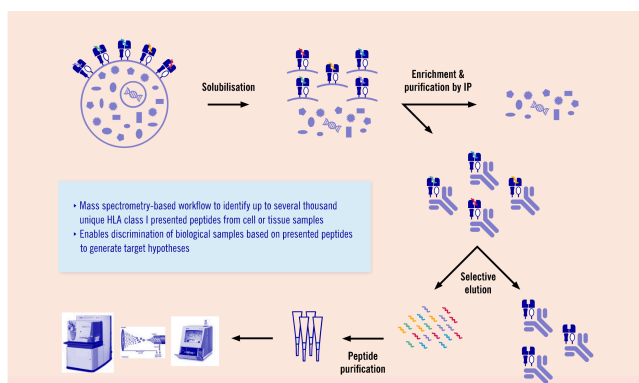 Solubilisation
Enrichment &
purification by IP
‣ Mass spectrometry-based workflow to identify up to several thousand
unique HLA class I presented peptides from cell or tissue samples
‣ Enables discrimination of biological samples based on presented peptides
to generate target hypotheses
Selective
elution
Peptide
purification